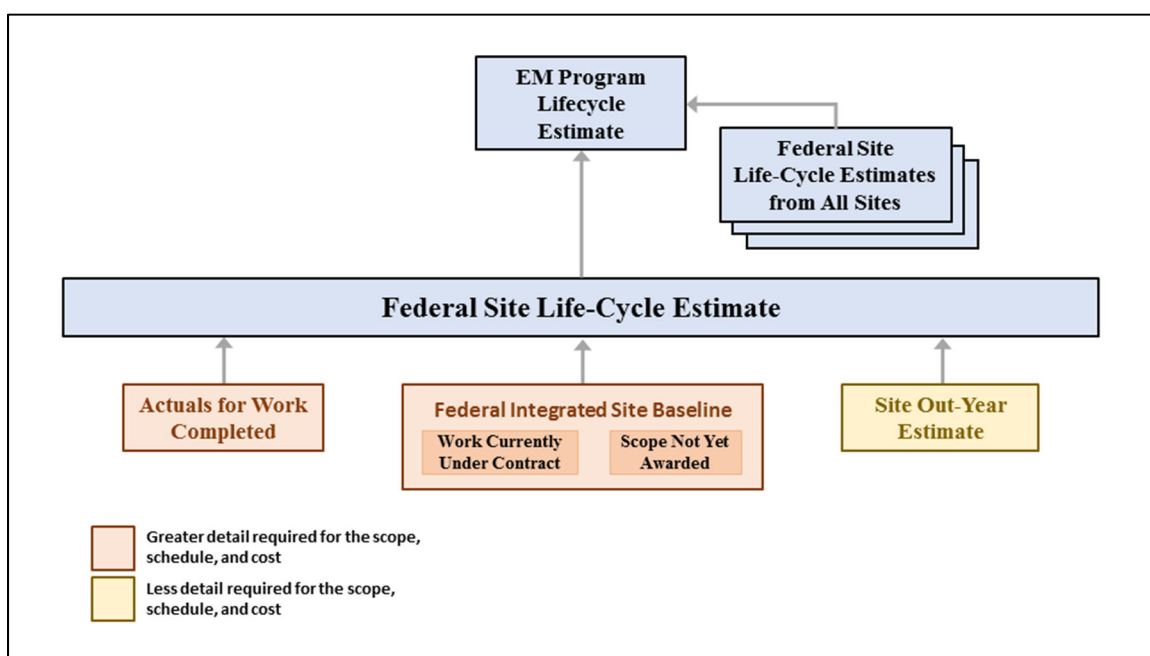 EM Program
Lifecycle
Estimate
Federal Site
Life-Cycle Estimates
from All Sites
Federal Site Life-Cycle Estimate
Actuals for Work
Completed
Federal Integrated Site Baseline
Work Currently
Under Contract
Scope Not Yet
Awarded
Site Out-Year
Estimate
Greater detail required for the scope,
schedule, and cost
Less detail required for the scope,
schedule, and cost